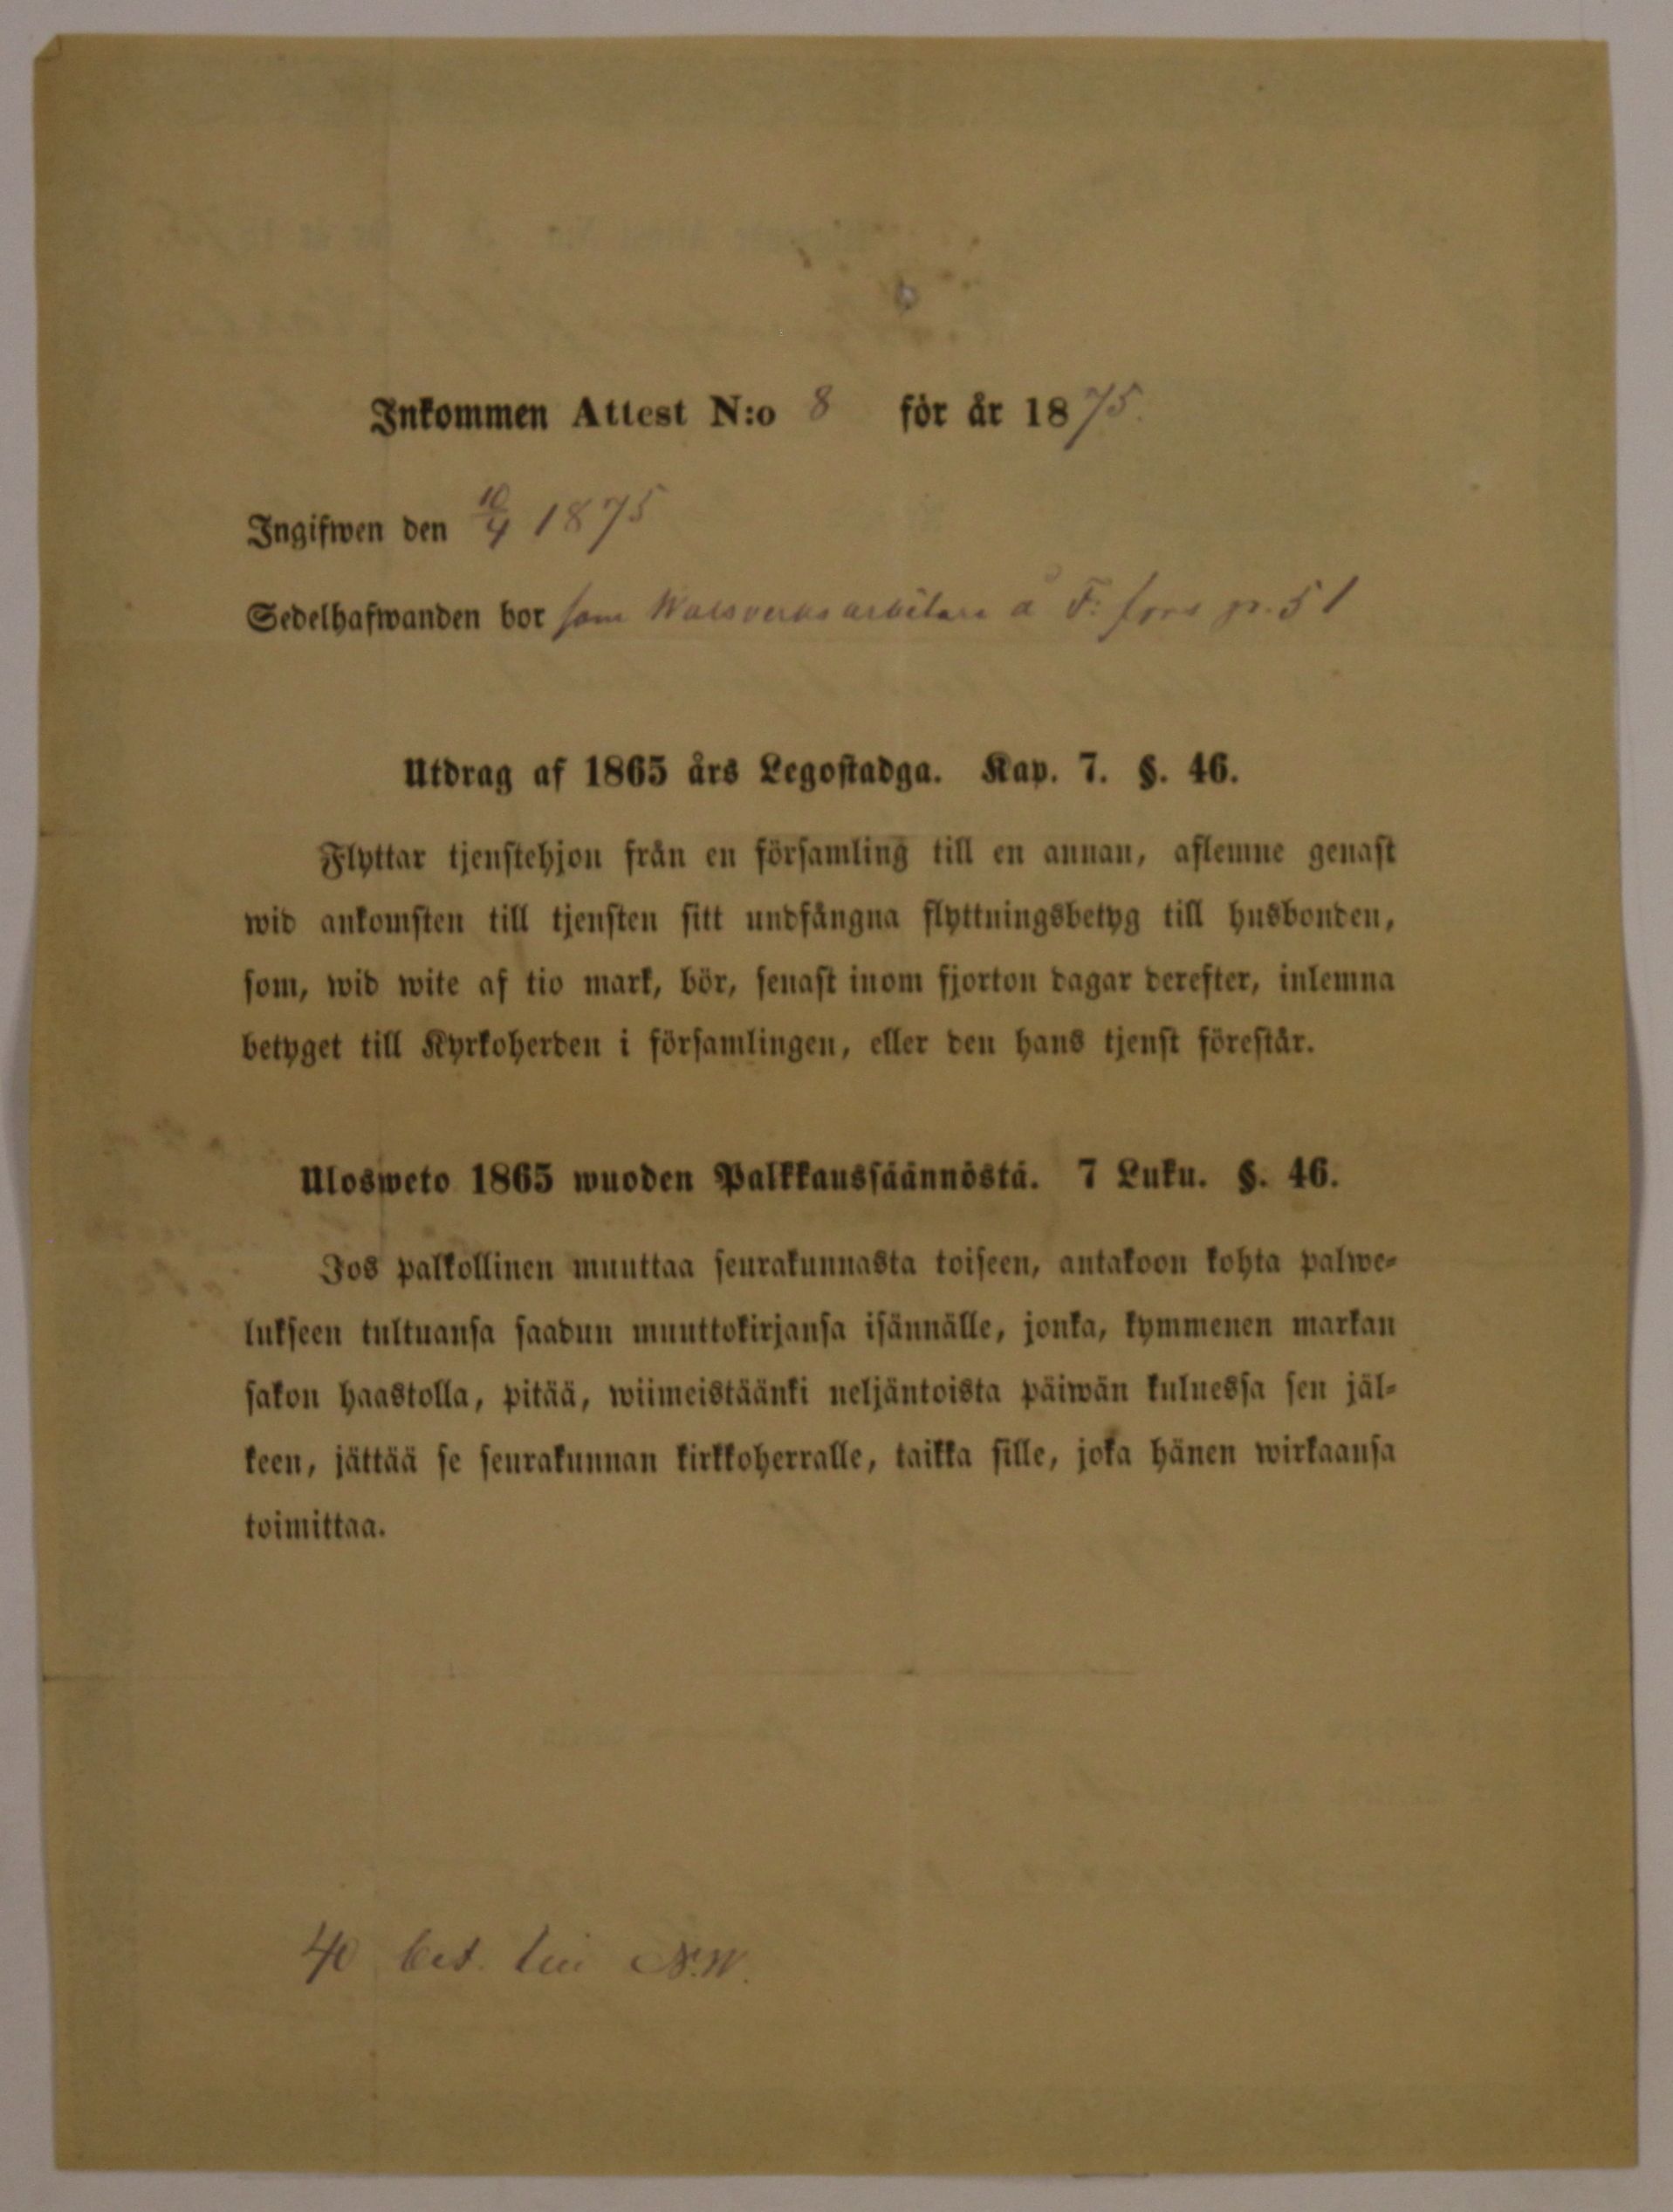 Inkommen Attest N:o 8 för år 1875.
Ingifwen den 10/4 1875
Sedelhafwanden bor som Walsverksarbetare å F: fors p. 51
Utdrag af 1865 års Legostadga. Kap. 7. §. 46.
Flyttar tjenstehjon från en församling till en annan, aflemne genast
wid ankomsten till tjensten sitt undfångna flyttningsbetyg till husbonden,
som, wid wite af tio mark, bör, senast inom fjorton dagar derefter, inlemna
betyget till Kyrkoherden i församlingen, eller den hans tjenst förestår.
Ulosweto 1865 wuoden Palkkaussäännöstä. 7 Luku. §. 46.
Jos palkollinen muuttaa seurakunnasta toiseen, antakoon kohta palwe-
lukseen tultuansa saadun muuttokirjansa isännälle, jonka, kymmenen markan
sakon haastolla, pitää, wiimeistäänki neljäntoista päiwän kuluessa sen jäl-
keen, jättää se seurakunnan kirkkoherralle, taikka sille, joka hänen wirkaansa
toimittaa.
40 bet. N.W.